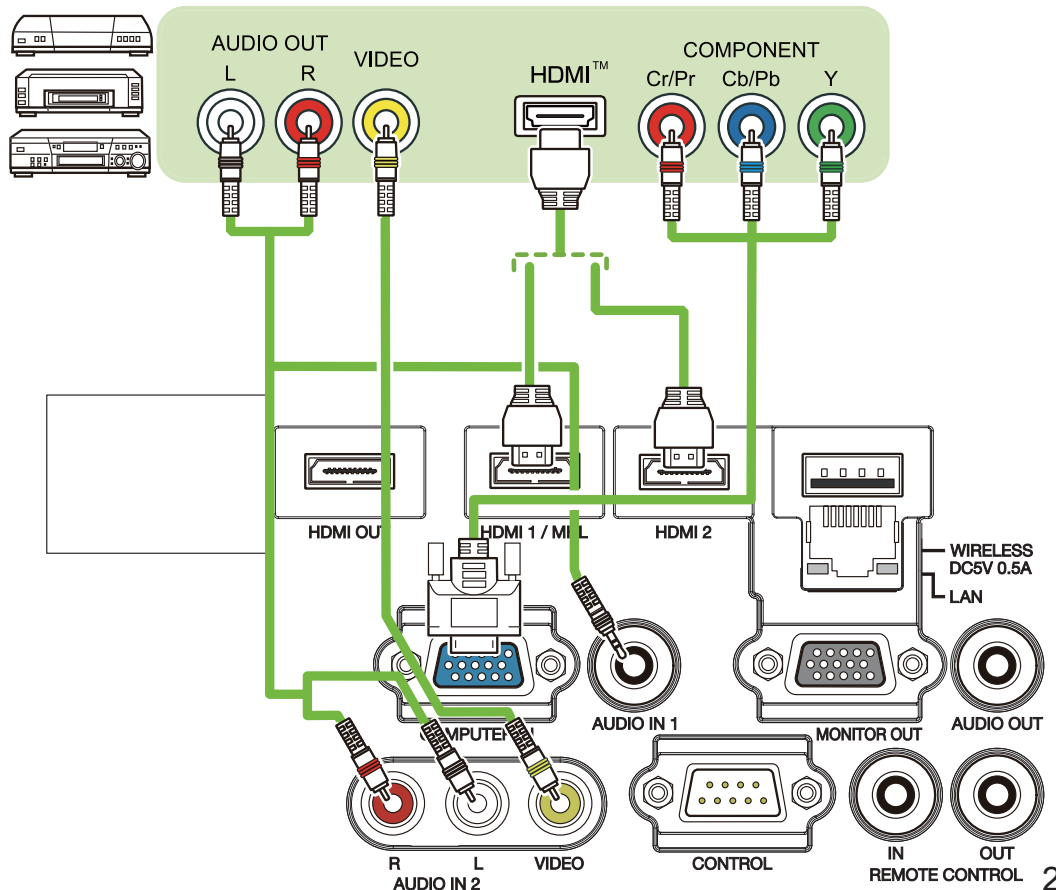 AUDIO OUT
L R
VIDEO
HDMI™
COMPONENT
Cr/Pr Cb/Pb Y
HDMI OUT
HDMI 1 / MHL
HDMI 2
WIRELESS
DC5V 0.5A
LAN
AUDIO IN 1
MONITOR OUT
AUDIO OUT
R L VIDEO
AUDIO IN 2
CONTROL
IN OUT
REMOTE CONTROL
2